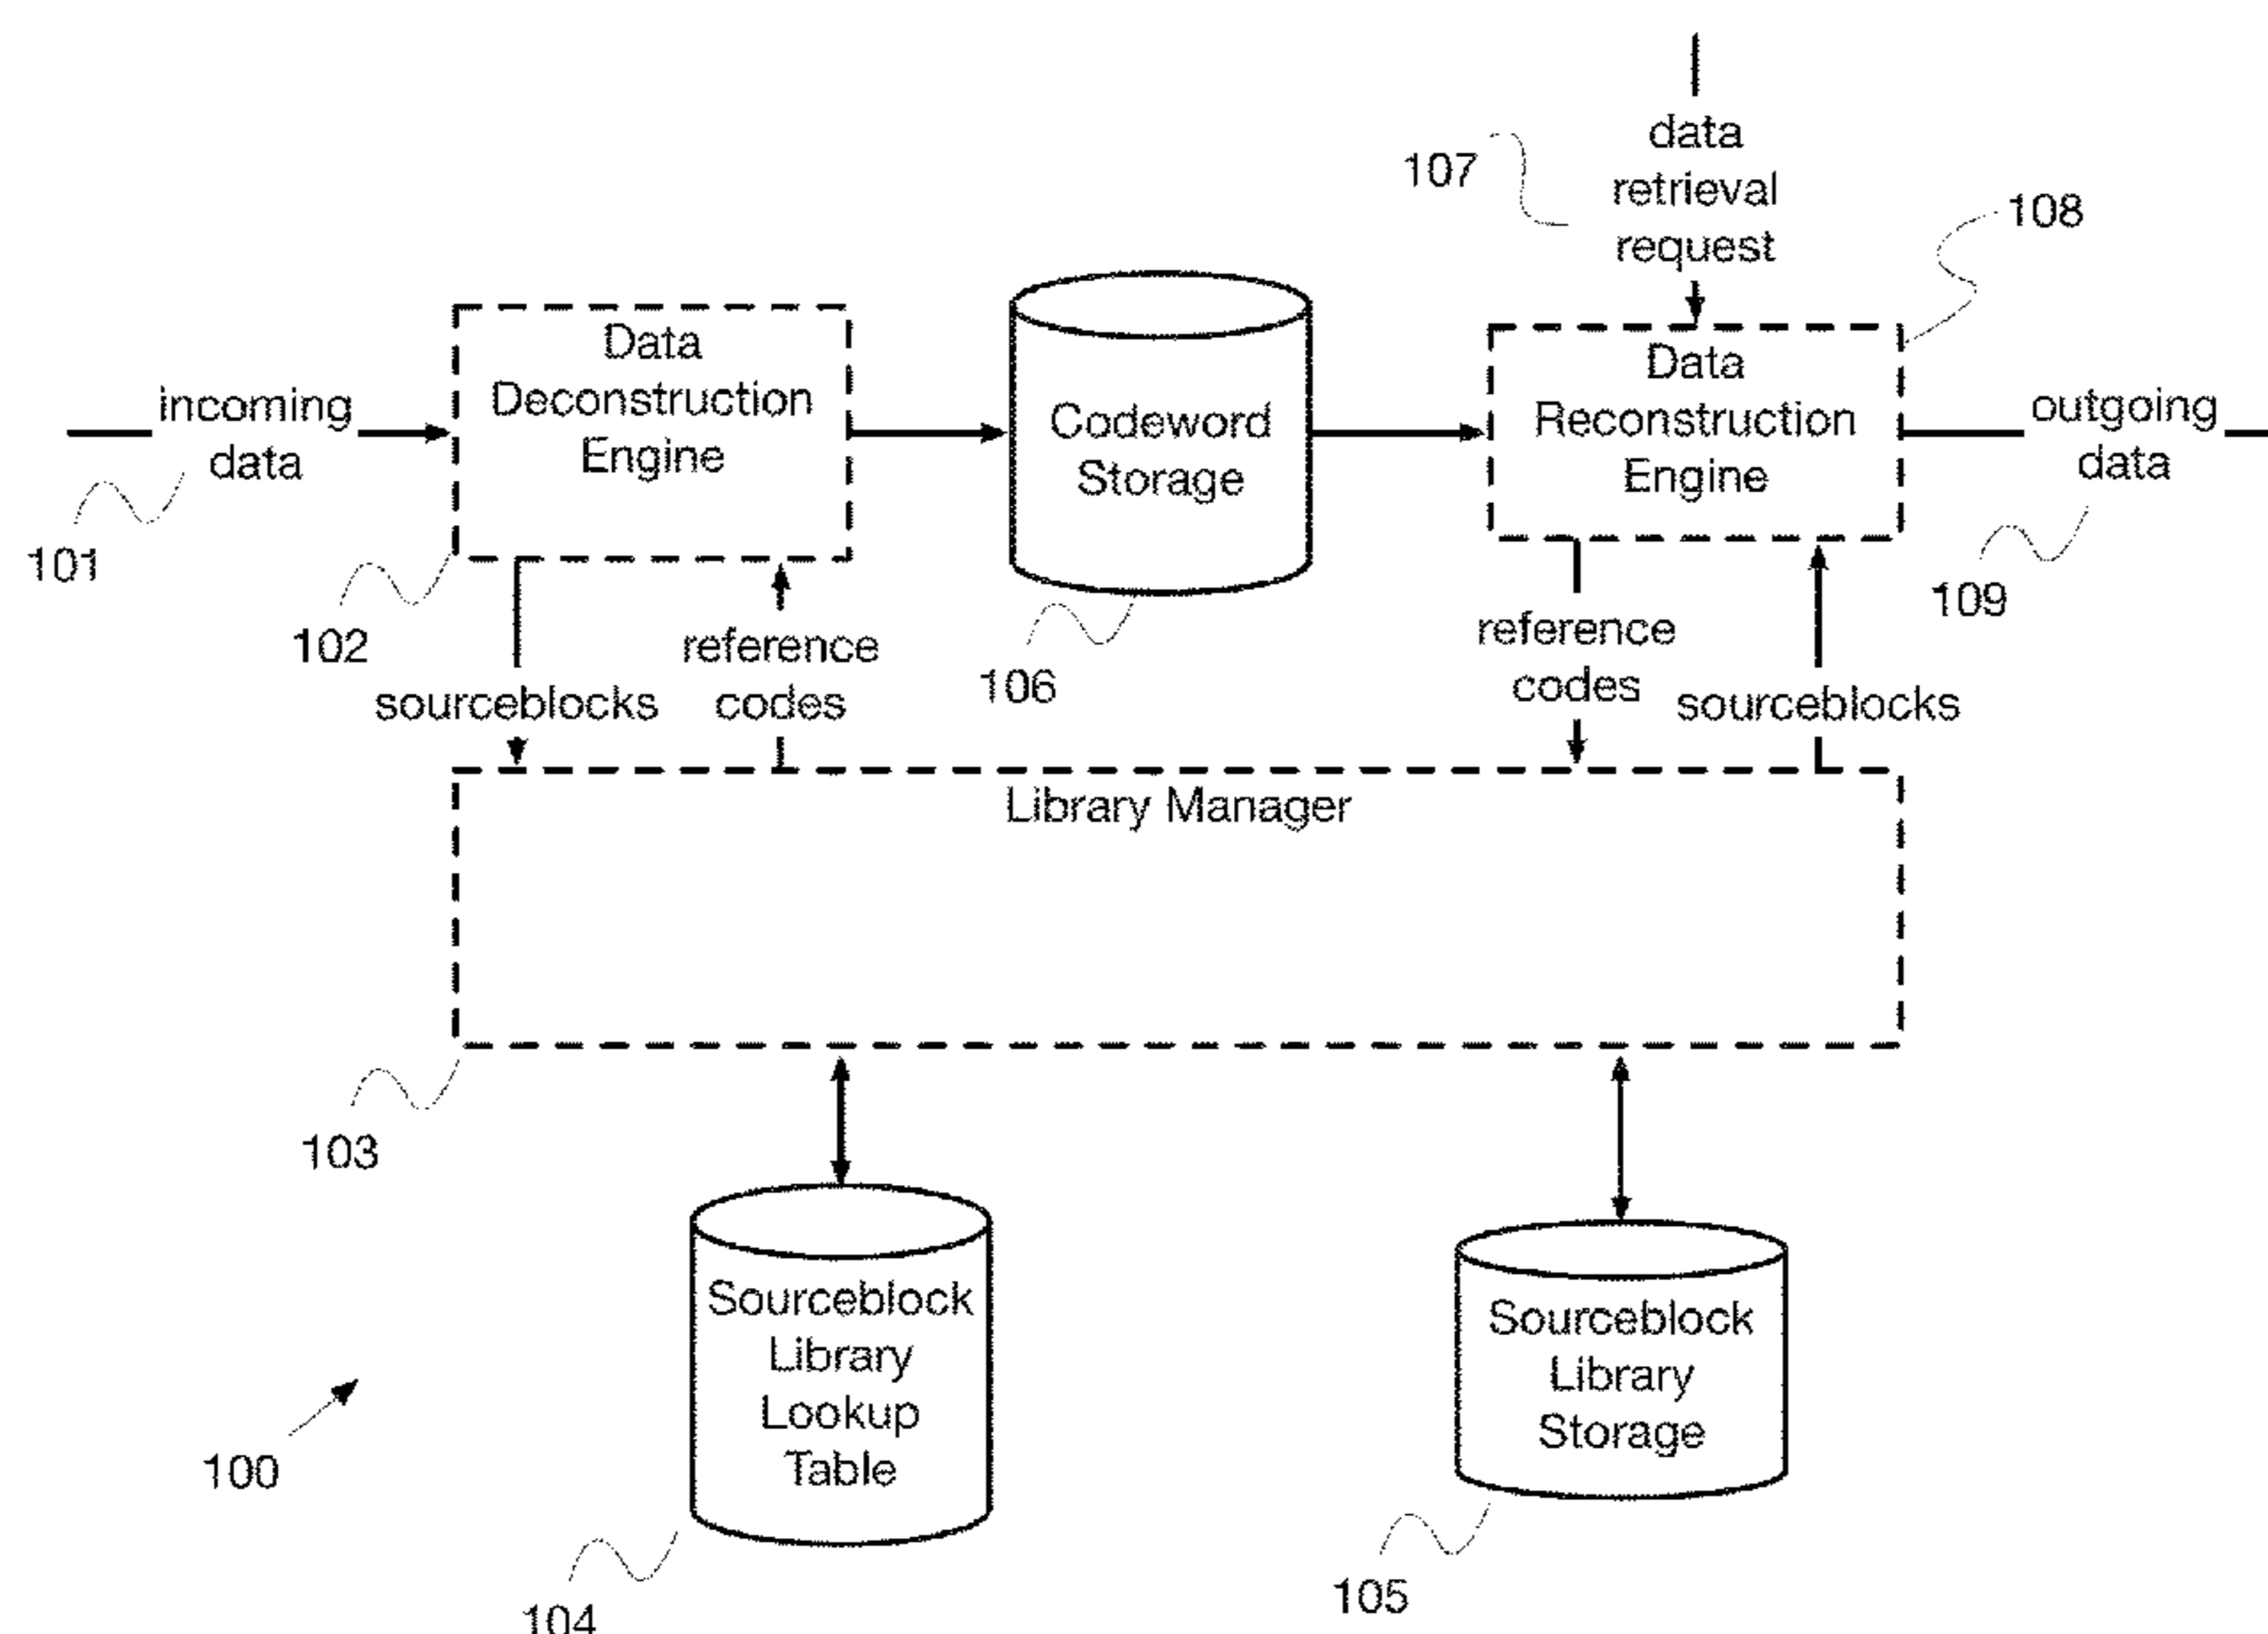 data
retrieval
request
107
108
Data
Deconstruction
Engine
incoming
data
101
102
Codeword
Storage
106
Data
Reconstruction
Engine
outgoing
data
109
sourceblocks
reference
codes
reference
codes
sourceblocks
Library Manager
103
Sourceblock
Library
Lookup
Table
104
Sourceblock
Library
Storage
105
100